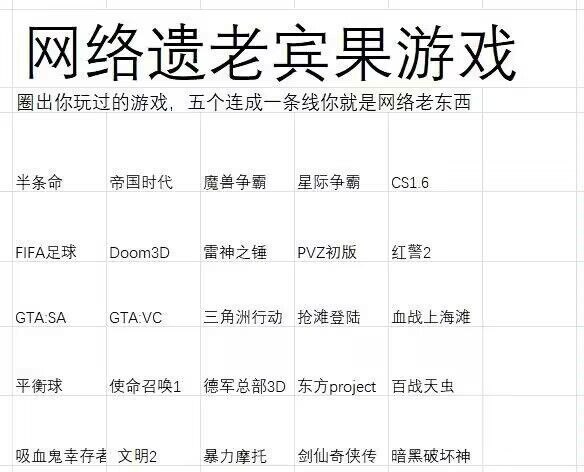 网络遗老宾果游戏
圈出你玩过的游戏，五个连成一条线你就是网络老东西
半条命 帝国时代 魔兽争霸 星际争霸 CS1.6
FIFA足球 Doom3D 雷神之锤 PVZ初版 红警2
GTA:SA GTA:VC 三角洲行动 抢滩登陆 血战上海滩
平衡球 使命召唤1 德军总部3D 东方project 百战天虫
吸血鬼幸存者 文明2 暴力摩托 剑仙奇侠传 暗黑破坏神